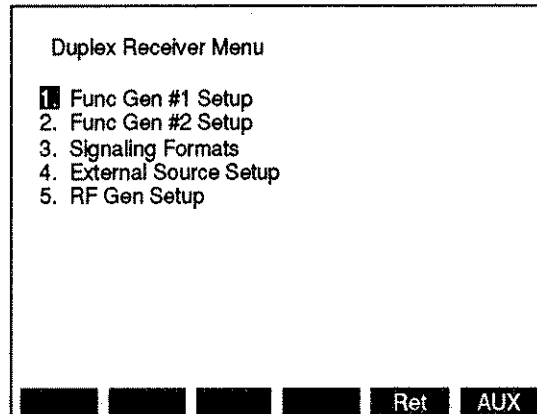 Duplex Receiver Menu
1. Func Gen #1 Setup
2. Func Gen #2 Setup
3. Signaling Formats
4. External Source Setup
5. RF Gen Setup
Ret AUX